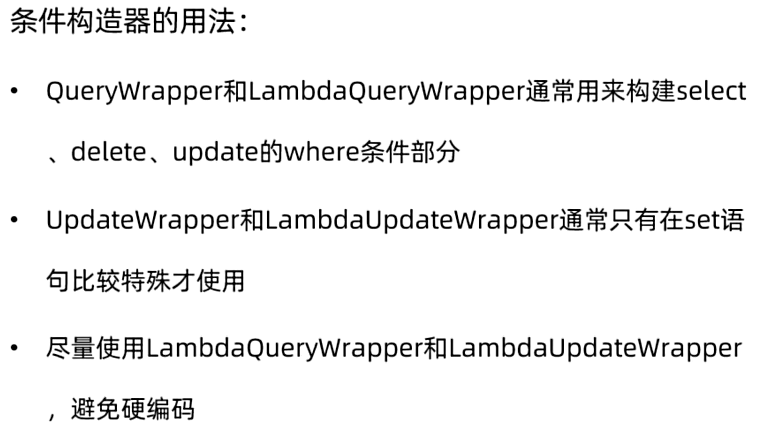 条件构造器的用法：
• QueryWrapper和LambdaQueryWrapper通常用来构建select
、delete、update的where条件部分
• UpdateWrapper和LambdaUpdateWrapper通常只有在set语
句比较特殊才使用
• 尽量使用LambdaQueryWrapper和LambdaUpdateWrapper
，避免硬编码